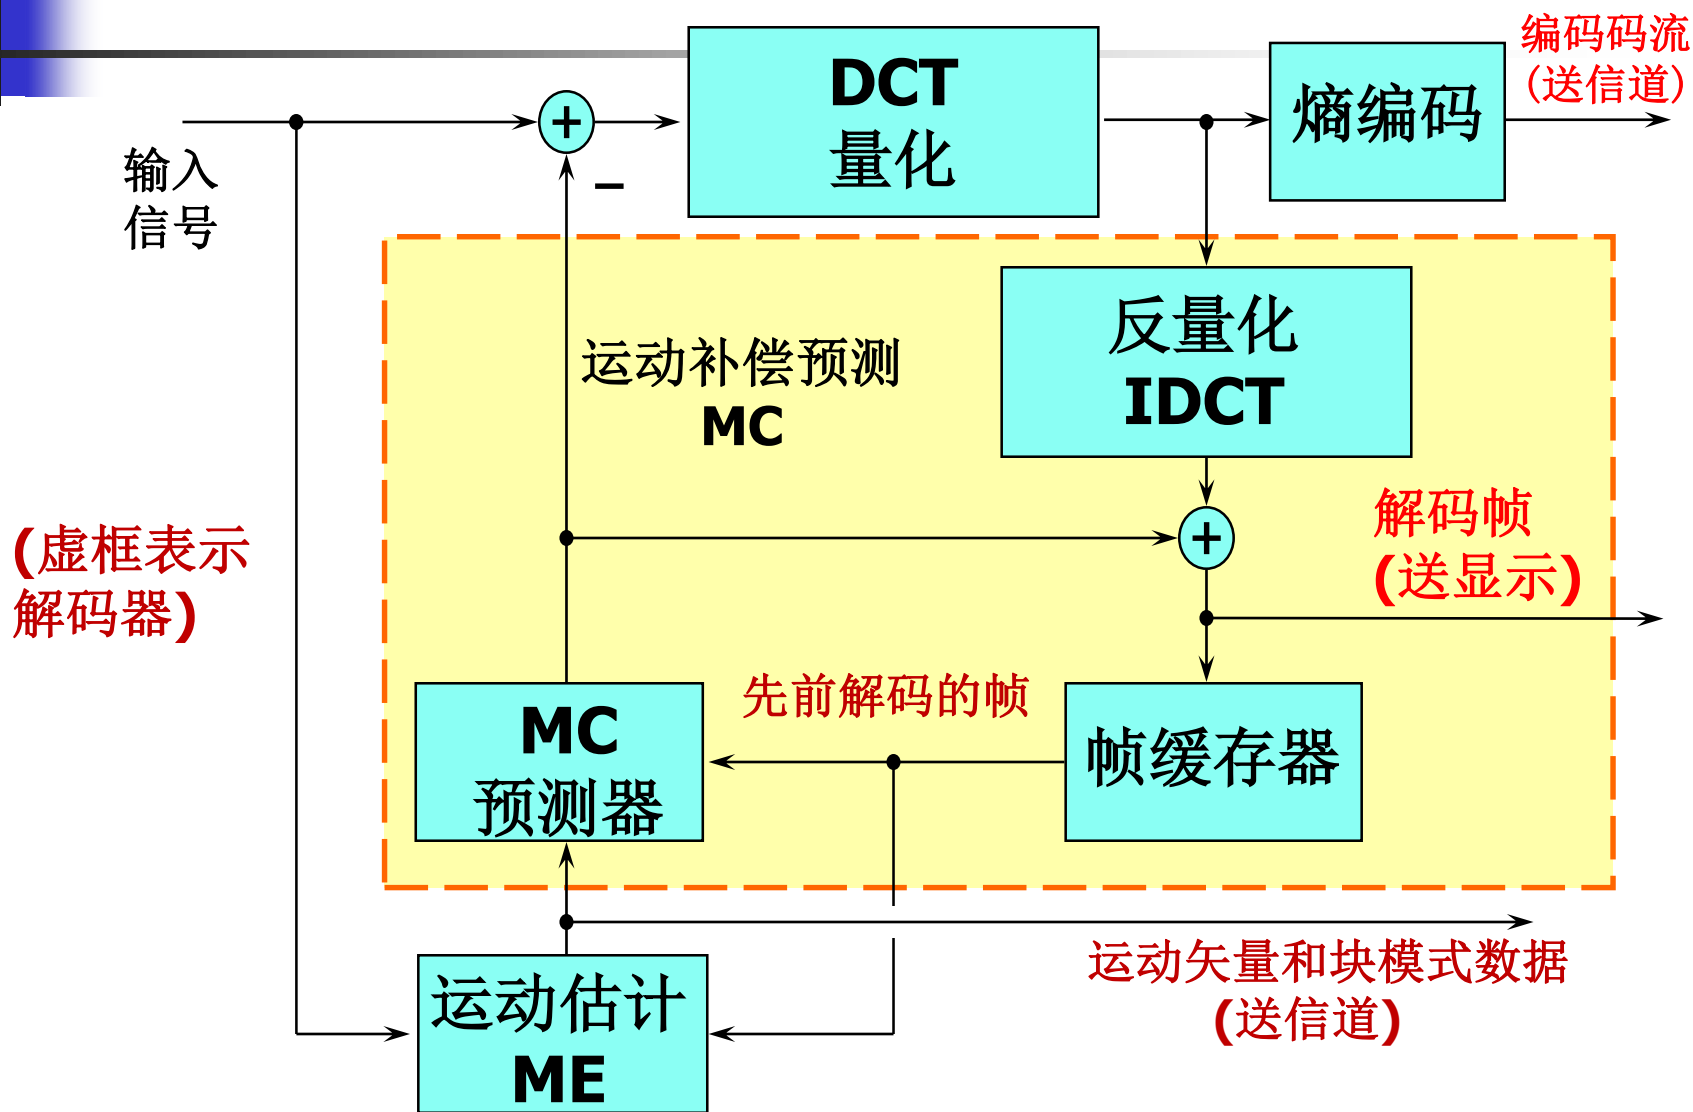 编码码流
(送信道)
DCT
量化
熵编码
+
输入
信号
−
反量化
IDCT
运动补偿预测
MC
解码帧
(送显示)
+
(虚框表示
解码器)
先前解码的帧
MC
预测器
帧缓存器
运动矢量和块模式数据
(送信道)
运动估计
ME